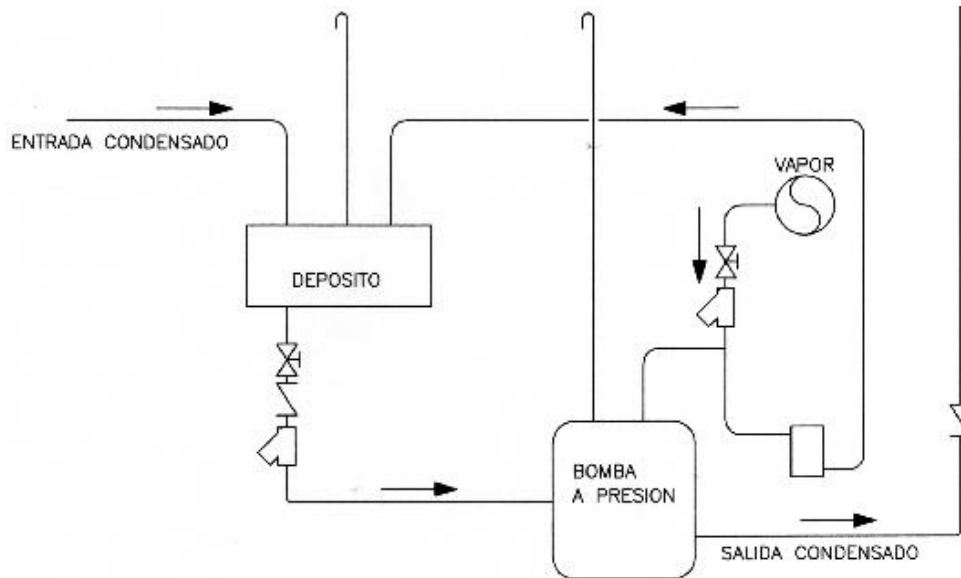 ENTRADA CONDENSADO
VAPOR
DEPOSITO
BOMBA
A PRESION
SALIDA CONDENSADO